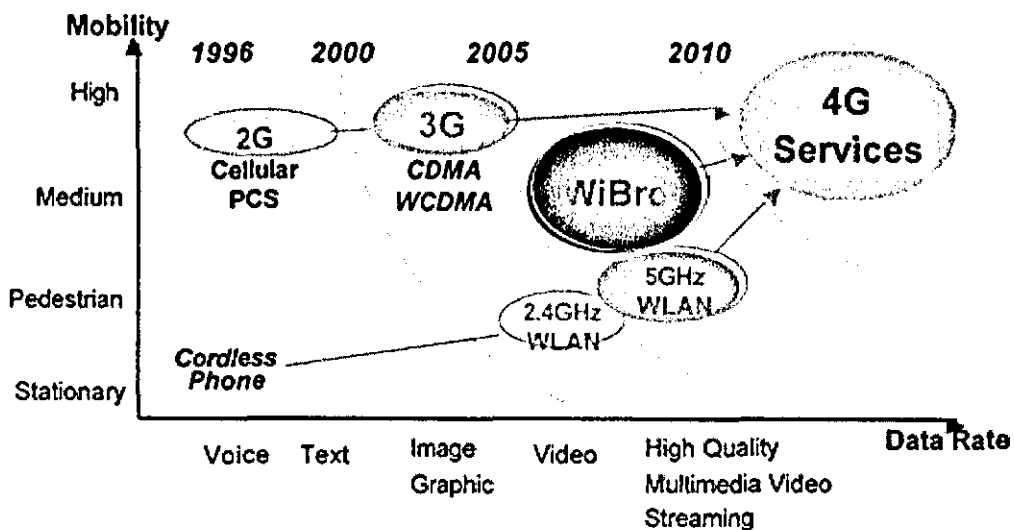 Mobility
1996 2000 2005 2010
High
2G
Cellular
PCS
3G
CDMA
WCDMA
4G
Services
Medium
WiBro
Pedestrian
5GHz
WLAN
2.4GHz
WLAN
Cordless
Phone
Stationary
Data Rate
Voice
Text
Image
Graphic
Video
High Quality
Multimedia Video
Streaming